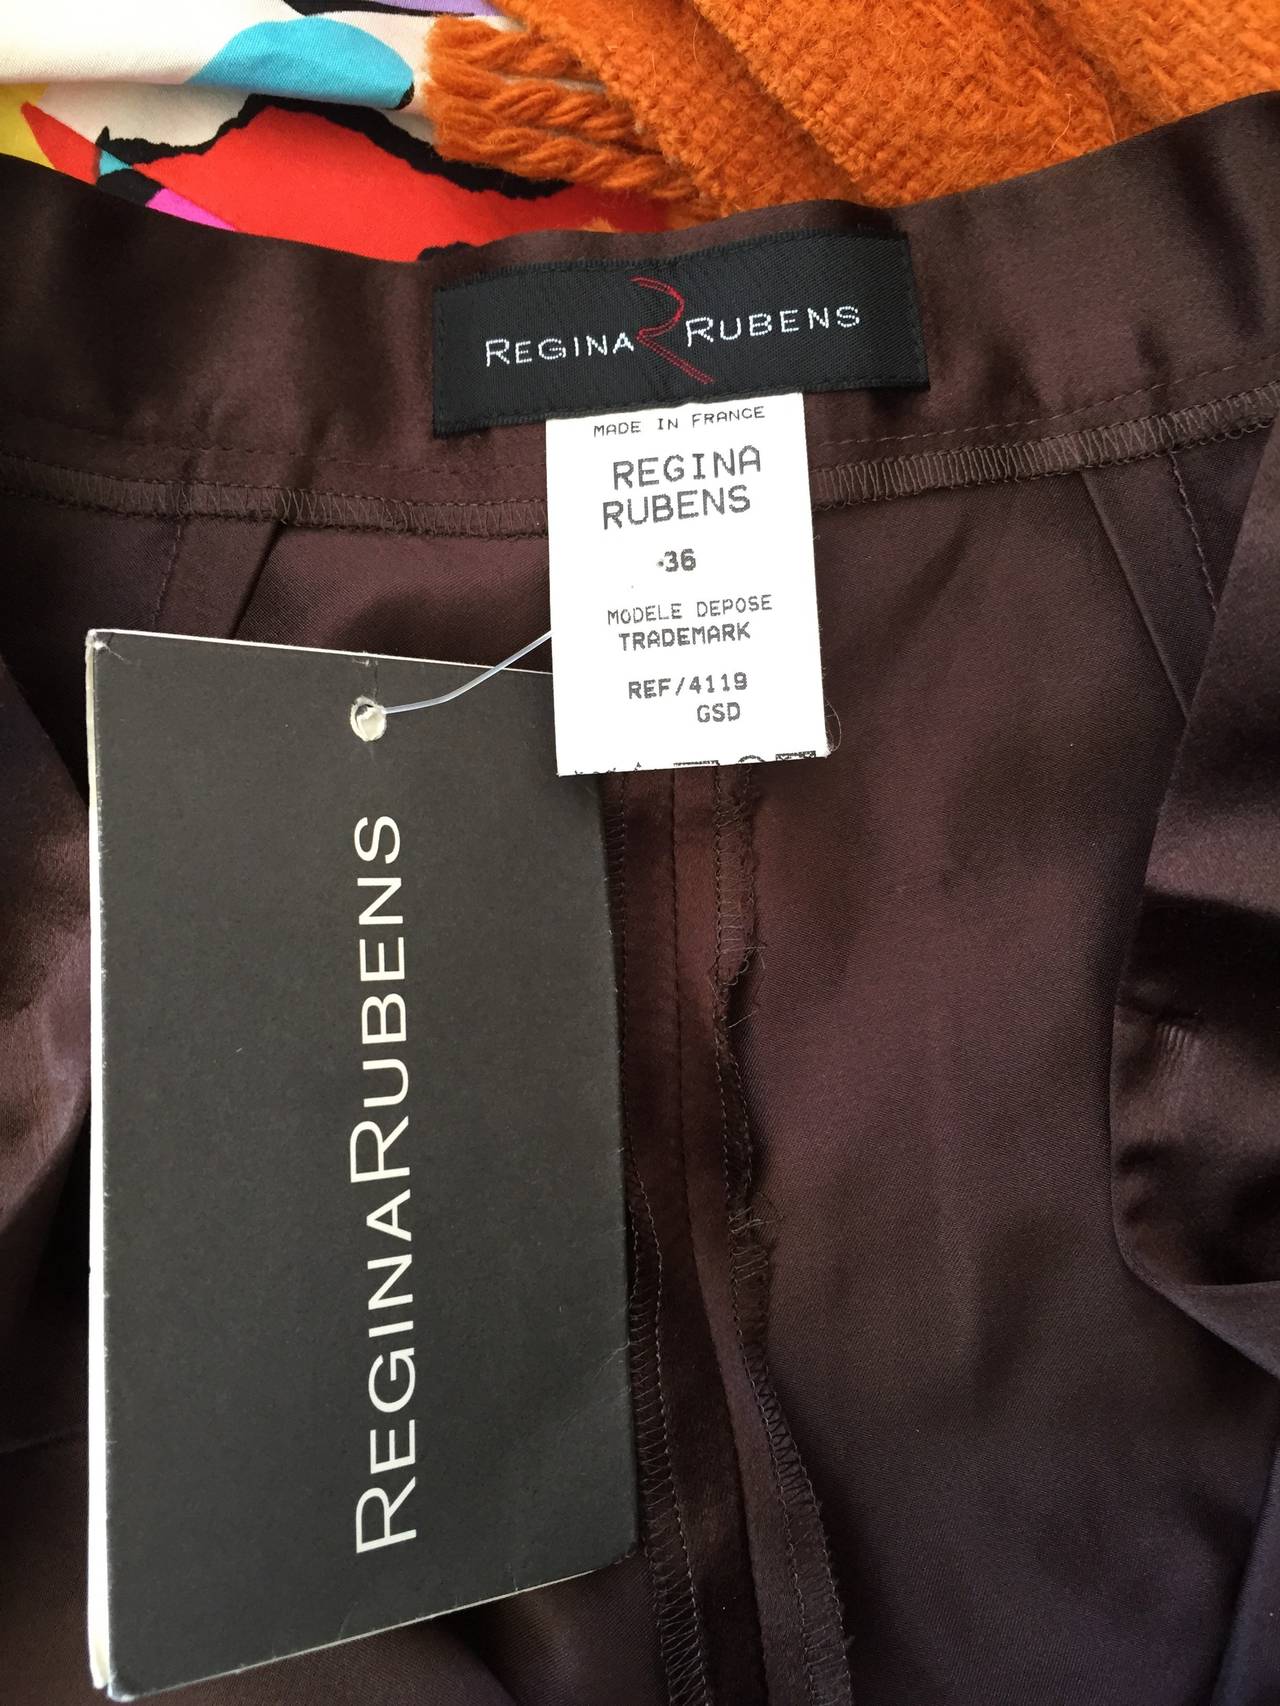 REGINA RUBENS
MADE IN FRANCE
REGINA
RUBENS
36
MODELE DEPOSE
TRADEMARK
REF/4119
GSD
REGINARUBENS